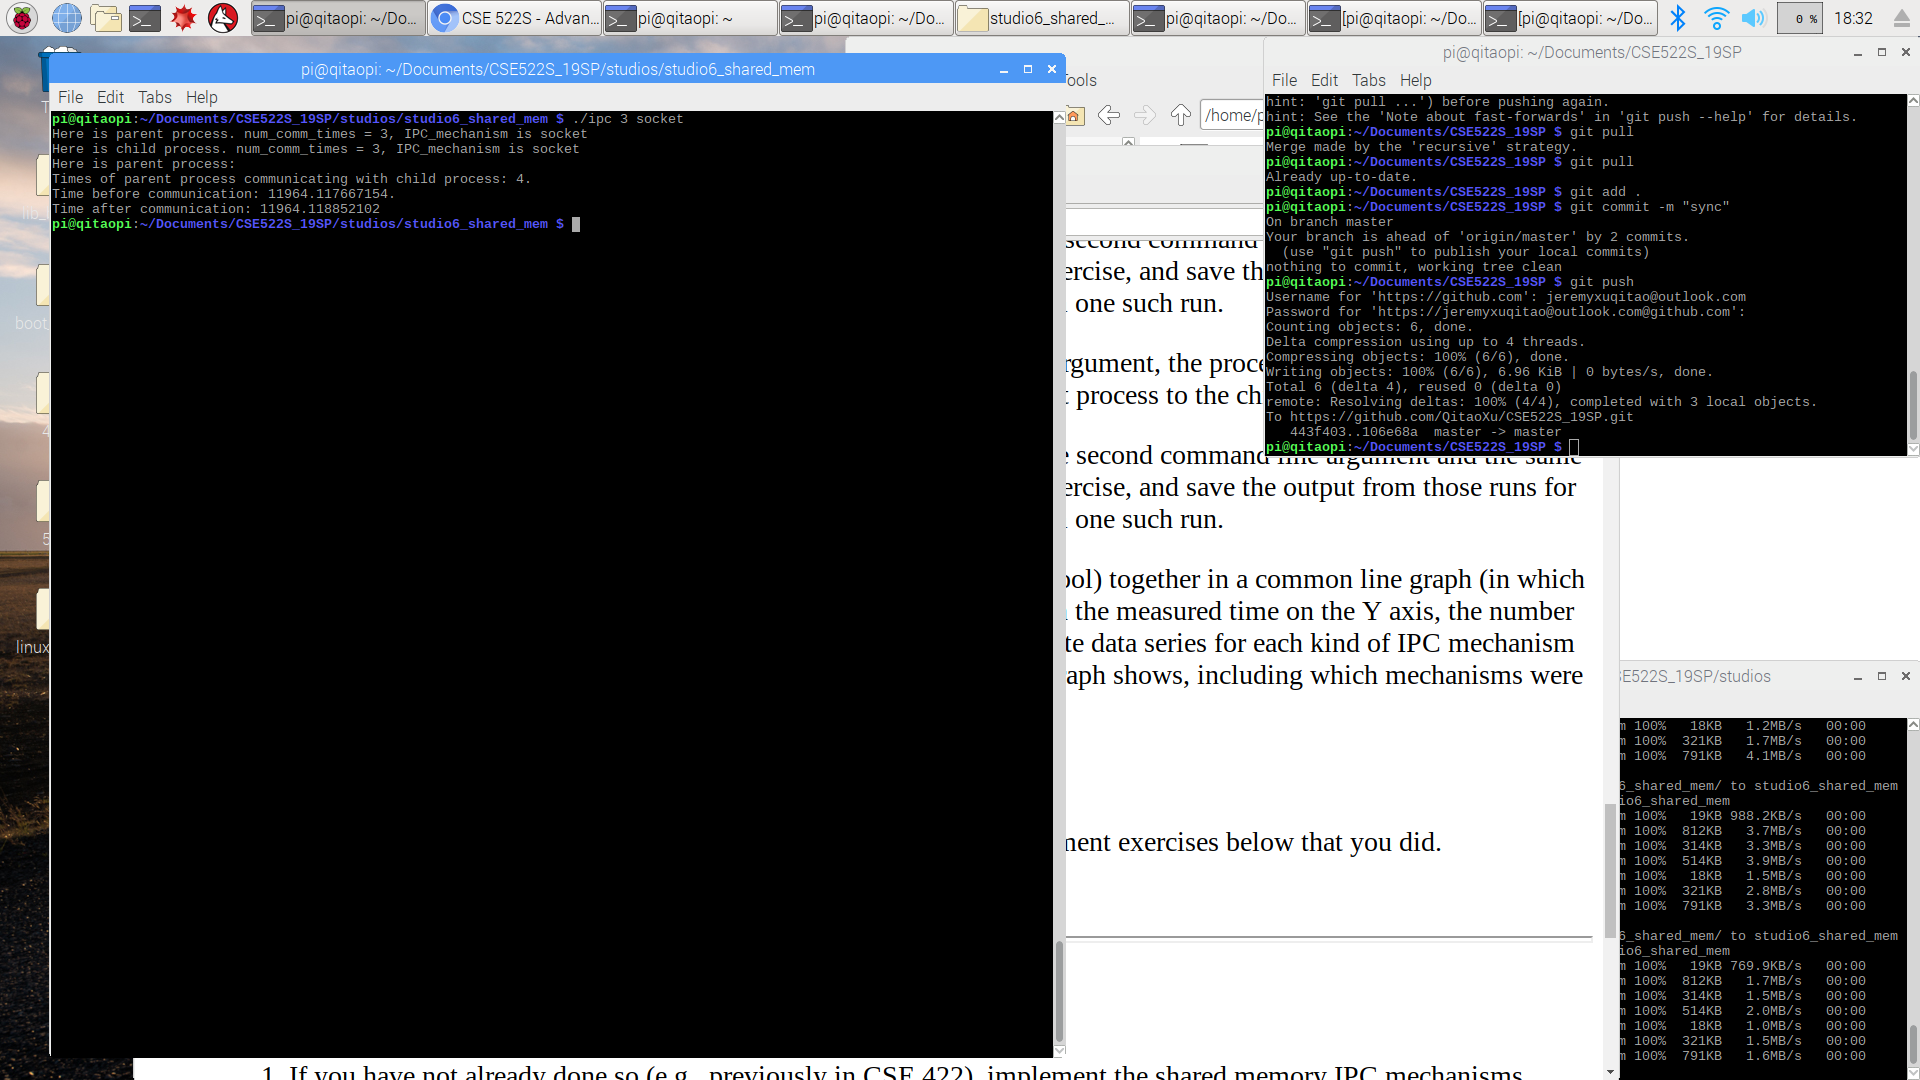 pi@qitaopi: ~/Do...
CSE 522S - Advan...
pi@qitaopi: ~
pi@qitaopi: ~/Do...
studio6_shared_...
pi@qitaopi: ~/Do...
[pi@qitaopi: ~/Do...
[pi@qitaopi: ~/Do...
0 %
18:32
pi@qitaopi: ~/Documents/CSE522S_19SP/studios/studio6_shared_mem
File Edit Tabs Help
pi@qitaopi:~/Documents/CSE522S_19SP/studios/studio6_shared_mem $ ./ipc 3 socket
Here is parent process. num_comm_times = 3, IPC_mechanism is socket
Here is child process. num_comm_times = 3, IPC_mechanism is socket
Here is parent process:
Times of parent process communicating with child process: 4.
Time before communication: 11964.117667154.
Time after communication: 11964.118852102
pi@qitaopi:~/Documents/CSE522S_19SP/studios/studio6_shared_mem $
boot
linux
Tools
/home/p
second command
ercise, and save th
one such run.
rgument, the proce
t process to the ch
e second command line argument and the same
ercise, and save the output from those runs for
one such run.
ool) together in a common line graph (in which
the measured time on the Y axis, the number
te data series for each kind of IPC mechanism
aph shows, including which mechanisms were
ment exercises below that you did.
1. If you have not already done so (e.g., previously in CSE 422), implement the shared memory IPC mechanisms
pi@qitaopi: ~/Documents/CSE522S_19SP
File Edit Tabs Help
hint: 'git pull ...') before pushing again.
hint: See the 'Note about fast-forwards' in 'git push --help' for details.
pi@qitaopi:~/Documents/CSE522S_19SP $ git pull
Merge made by the 'recursive' strategy.
pi@qitaopi:~/Documents/CSE522S_19SP $ git pull
Already up-to-date.
pi@qitaopi:~/Documents/CSE522S_19SP $ git add .
pi@qitaopi:~/Documents/CSE522S_19SP $ git commit -m "sync"
On branch master
Your branch is ahead of 'origin/master' by 2 commits.
(use "git push" to publish your local commits)
nothing to commit, working tree clean
pi@qitaopi:~/Documents/CSE522S_19SP $ git push
Username for 'https://github.com': jeremyxuqitao@outlook.com
Password for 'https://jeremyxuqitao@outlook.com@github.com':
Counting objects: 6, done.
Delta compression using up to 4 threads.
Compressing objects: 100% (6/6), done.
Writing objects: 100% (6/6), 6.96 KiB | 0 bytes/s, done.
Total 6 (delta 4), reused 0 (delta 0)
remote: Resolving deltas: 100% (4/4), completed with 3 local objects.
To https://github.com/QitaoXu/CSE522S_19SP.git
443f403..106e68a master -> master
pi@qitaopi:~/Documents/CSE522S_19SP $
SE522S_19SP/studios
m 100% 18KB 1.2MB/s 00:00
m 100% 321KB 1.7MB/s 00:00
m 100% 791KB 4.1MB/s 00:00
6_shared_mem/ to studio6_shared_mem
io6_shared_mem
m 100% 19KB 988.2KB/s 00:00
m 100% 812KB 3.7MB/s 00:00
m 100% 314KB 3.3MB/s 00:00
m 100% 514KB 3.9MB/s 00:00
m 100% 18KB 1.5MB/s 00:00
m 100% 321KB 2.8MB/s 00:00
m 100% 791KB 3.3MB/s 00:00
6_shared_mem/ to studio6_shared_mem
io6_shared_mem
m 100% 19KB 769.9KB/s 00:00
m 100% 812KB 1.7MB/s 00:00
m 100% 314KB 1.5MB/s 00:00
m 100% 514KB 2.0MB/s 00:00
m 100% 18KB 1.0MB/s 00:00
m 100% 321KB 1.5MB/s 00:00
m 100% 791KB 1.6MB/s 00:00